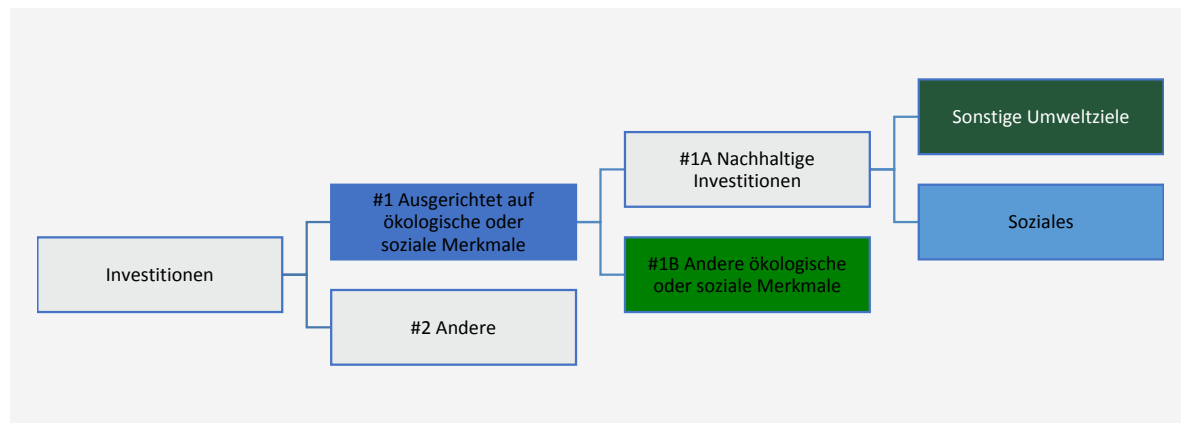 Investitionen
#1 Ausgerichtet auf
ökologische oder
soziale Merkmale
#2 Andere
#1A Nachhaltige
Investitionen
#1B Andere ökologische
oder soziale Merkmale
Sonstige Umweltziele
Soziales